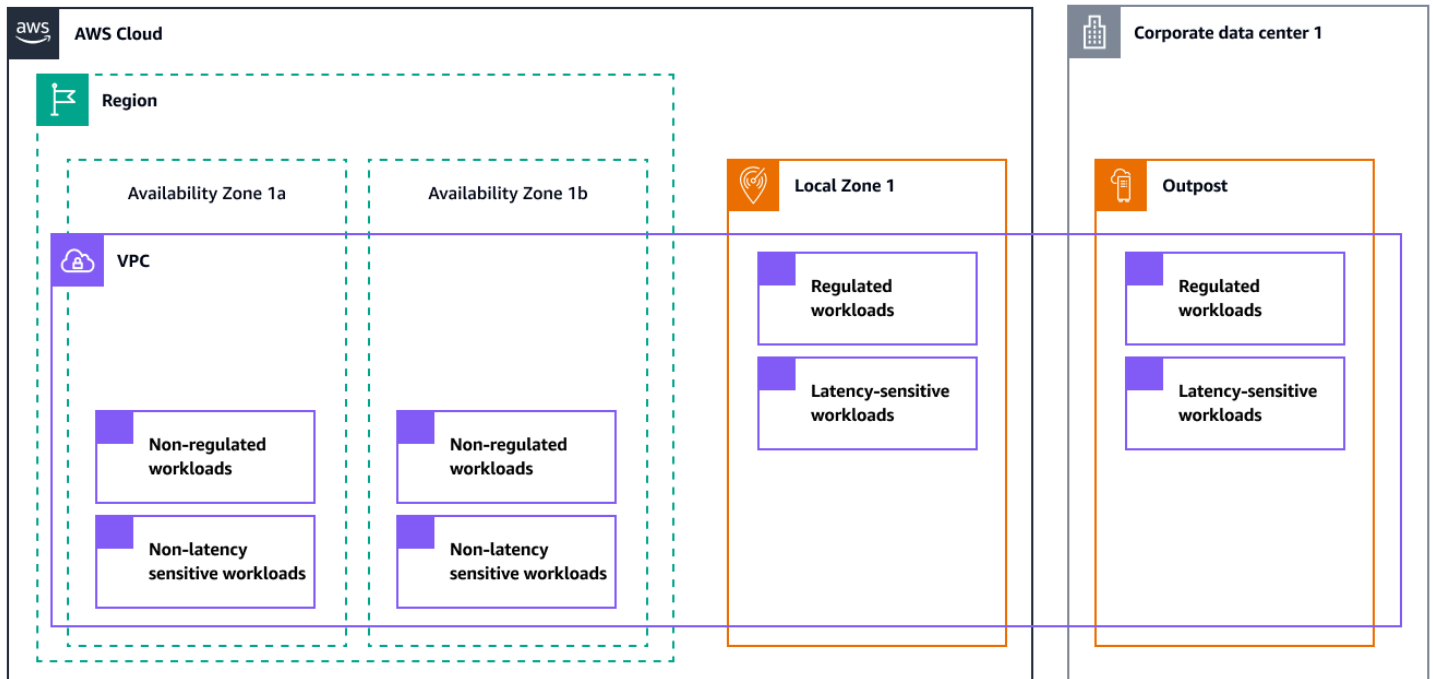 aws
AWS Cloud
Corporate data center 1
Region
Availability Zone 1a
Availability Zone 1b
Local Zone 1
Outpost
VPC
Regulated
workloads
Regulated
workloads
Latency-sensitive
workloads
Latency-sensitive
workloads
Non-regulated
workloads
Non-regulated
workloads
Non-latency
sensitive workloads
Non-latency
sensitive workloads